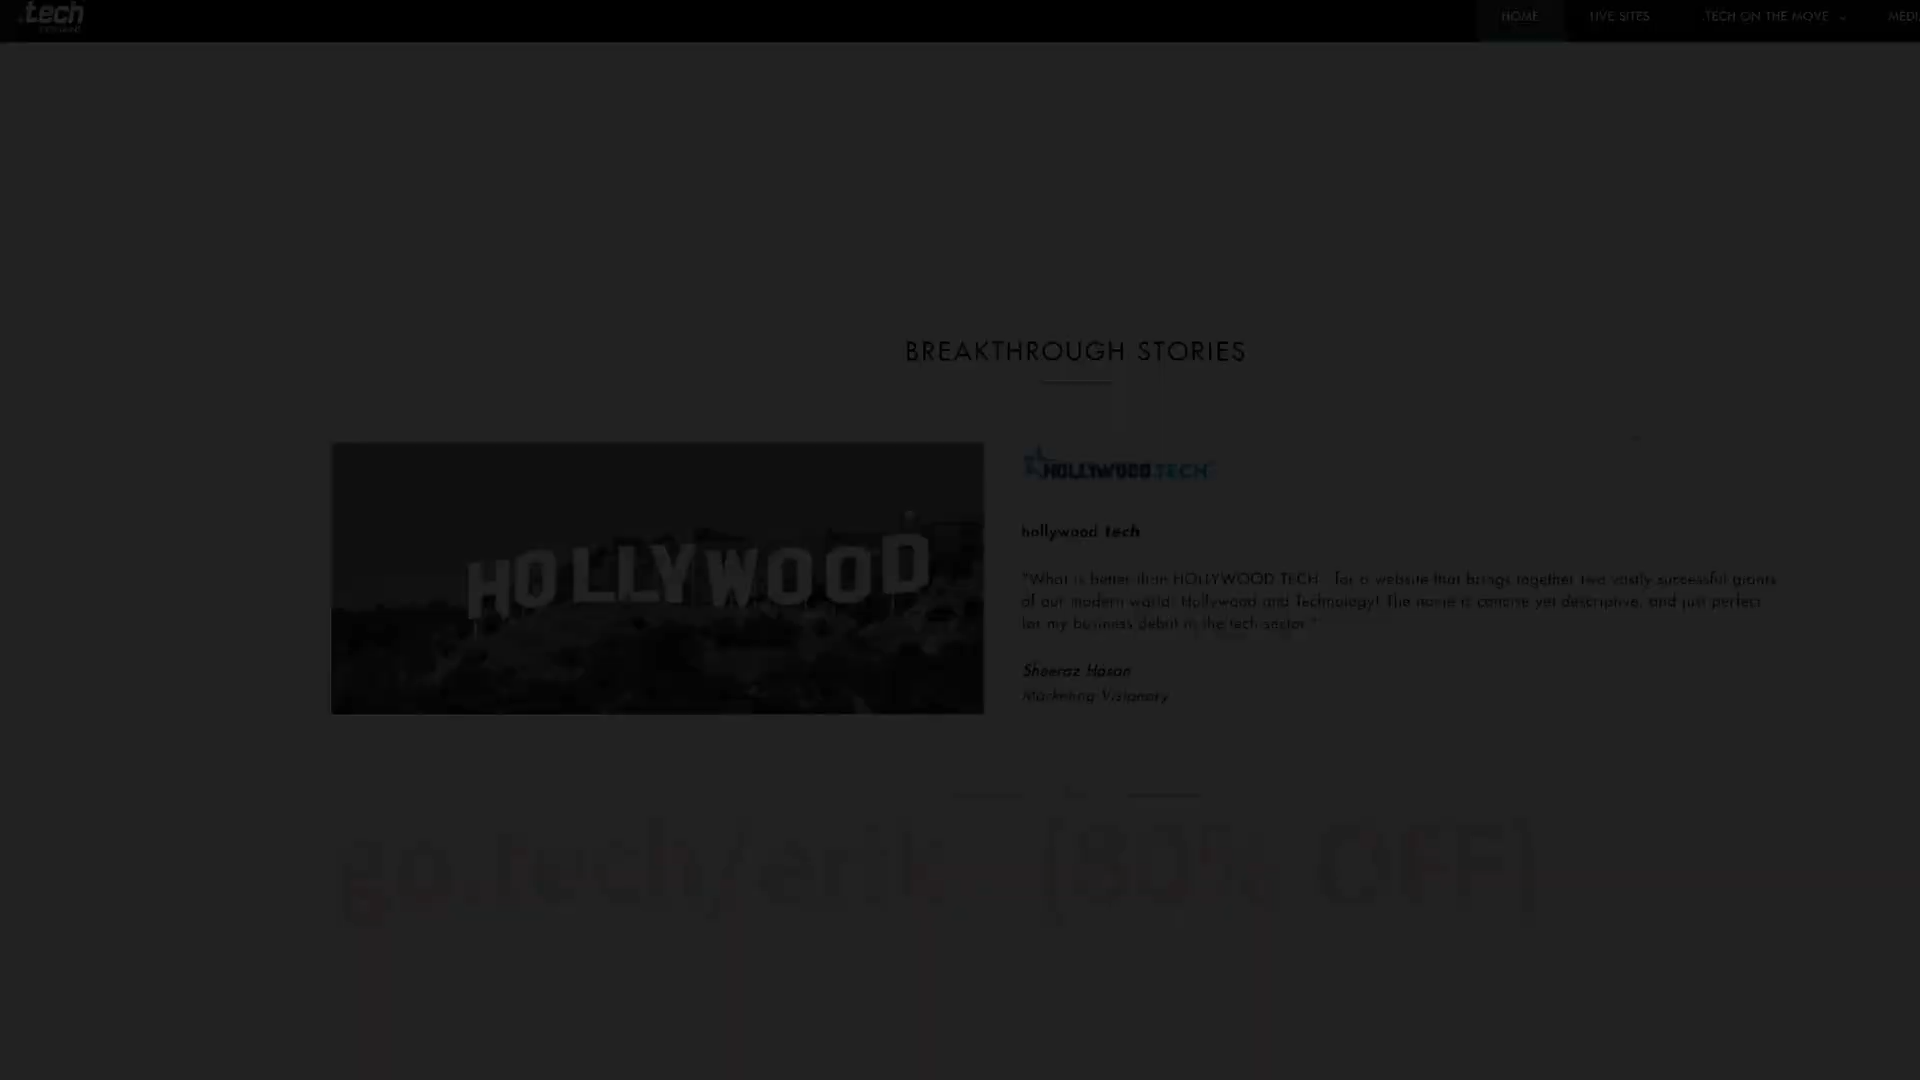 .tech
HOME LIVE SITES .TECH ON THE MOVE
BREAKTHROUGH STORIES
HOLLYWOOD
HOLLYWOOD.TECH
hollywood tech
"What is better than HOLLYWOOD TECH for a website that brings together two vastly successful giants
of our modern world: Hollywood and Technology! The name is concise yet descriptive, and just perfect
for my business debut in the tech sector."
Sheeraz Hasan
Marketing Visionary
go.tech/erik (80% OFF)